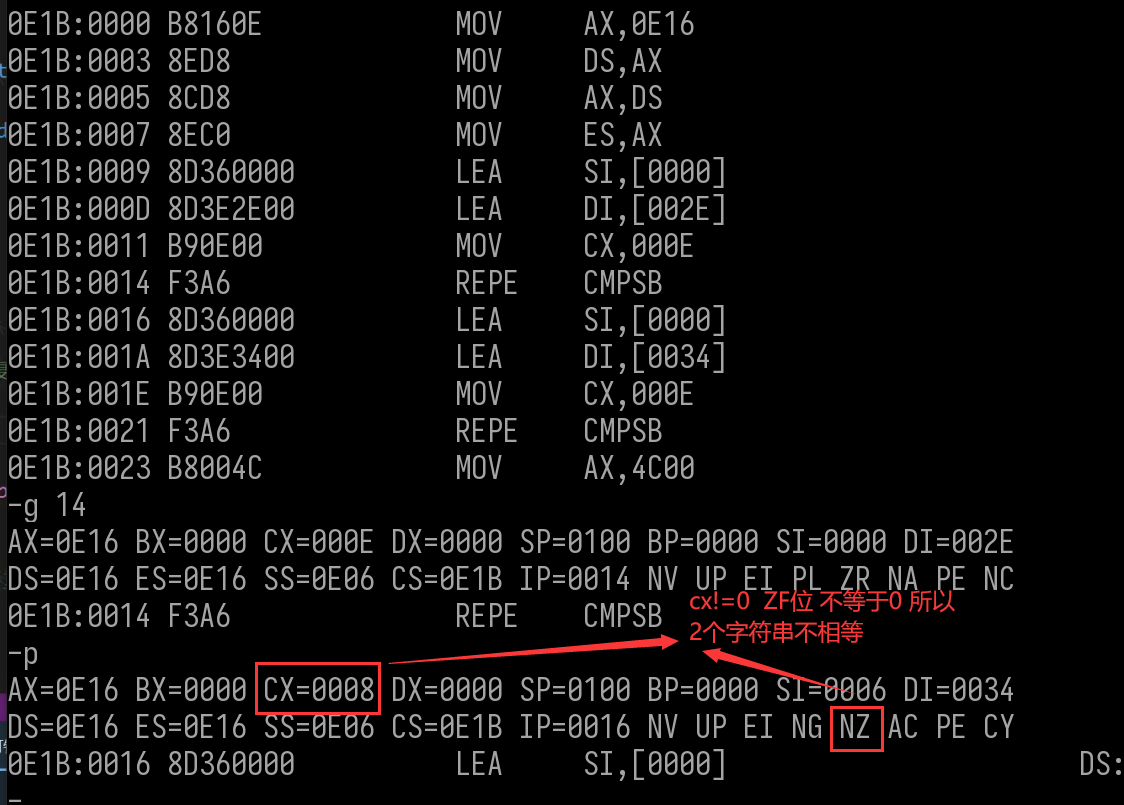 0E1B:0000 B8160E MOV AX,0E16
0E1B:0003 8ED8 MOV DS,AX
0E1B:0005 8CD8 MOV AX,DS
0E1B:0007 8EC0 MOV ES,AX
0E1B:0009 8D360000 LEA SI,[0000]
0E1B:000D 8D3E2E00 LEA DI,[002E]
0E1B:0011 B90E00 MOV CX,000E
0E1B:0014 F3A6 REPE CMPSB
0E1B:0016 8D360000 LEA SI,[0000]
0E1B:001A 8D3E3400 LEA DI,[0034]
0E1B:001E B90E00 MOV CX,000E
0E1B:0021 F3A6 REPE CMPSB
0E1B:0023 B8004C MOV AX,4C00
-g 14
AX=0E16 BX=0000 CX=000E DX=0000 SP=0100 BP=0000 SI=0000 DI=002E
DS=0E16 ES=0E16 SS=0E06 CS=0E1B IP=0014 NV UP EI PL ZR NA PE NC
0E1B:0014 F3A6 REPE CMPSB
cx!=0 ZF位 不等于0 所以
2个字符串不相等
-p
AX=0E16 BX=0000 CX=0008 DX=0000 SP=0100 BP=0000 SI=0006 DI=0034
DS=0E16 ES=0E16 SS=0E06 CS=0E1B IP=0016 NV UP EI NG NZ AC PE CY
0E1B:0016 8D360000 LEA SI,[0000] DS:
-